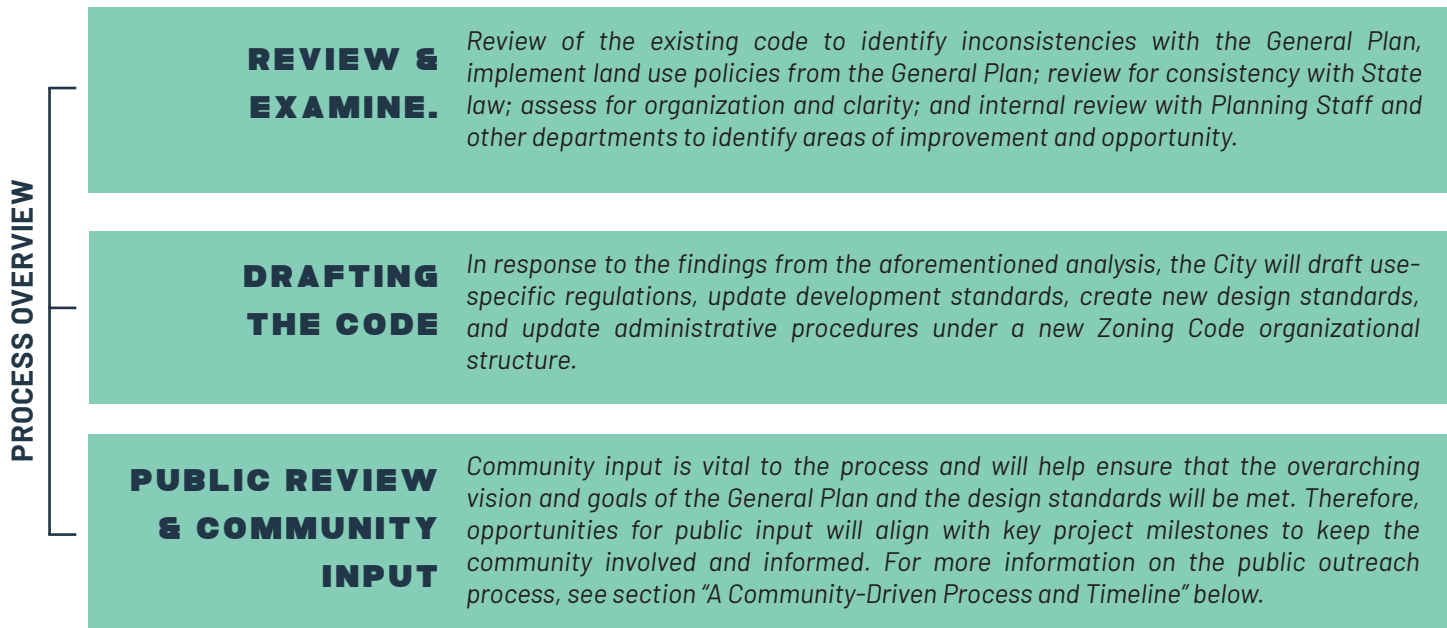 PROCESS OVERVIEW
REVIEW &
EXAMINE.
Review of the existing code to identify inconsistencies with the General Plan,
implement land use policies from the General Plan; review for consistency with State
law; assess for organization and clarity; and internal review with Planning Staff and
other departments to identify areas of improvement and opportunity.
DRAFTING
THE CODE
In response to the findings from the aforementioned analysis, the City will draft use-
specific regulations, update development standards, create new design standards,
and update administrative procedures under a new Zoning Code organizational
structure.
PUBLIC REVIEW
& COMMUNITY
INPUT
Community input is vital to the process and will help ensure that the overarching
vision and goals of the General Plan and the design standards will be met. Therefore,
opportunities for public input will align with key project milestones to keep the
community involved and informed. For more information on the public outreach
process, see section “A Community-Driven Process and Timeline” below.